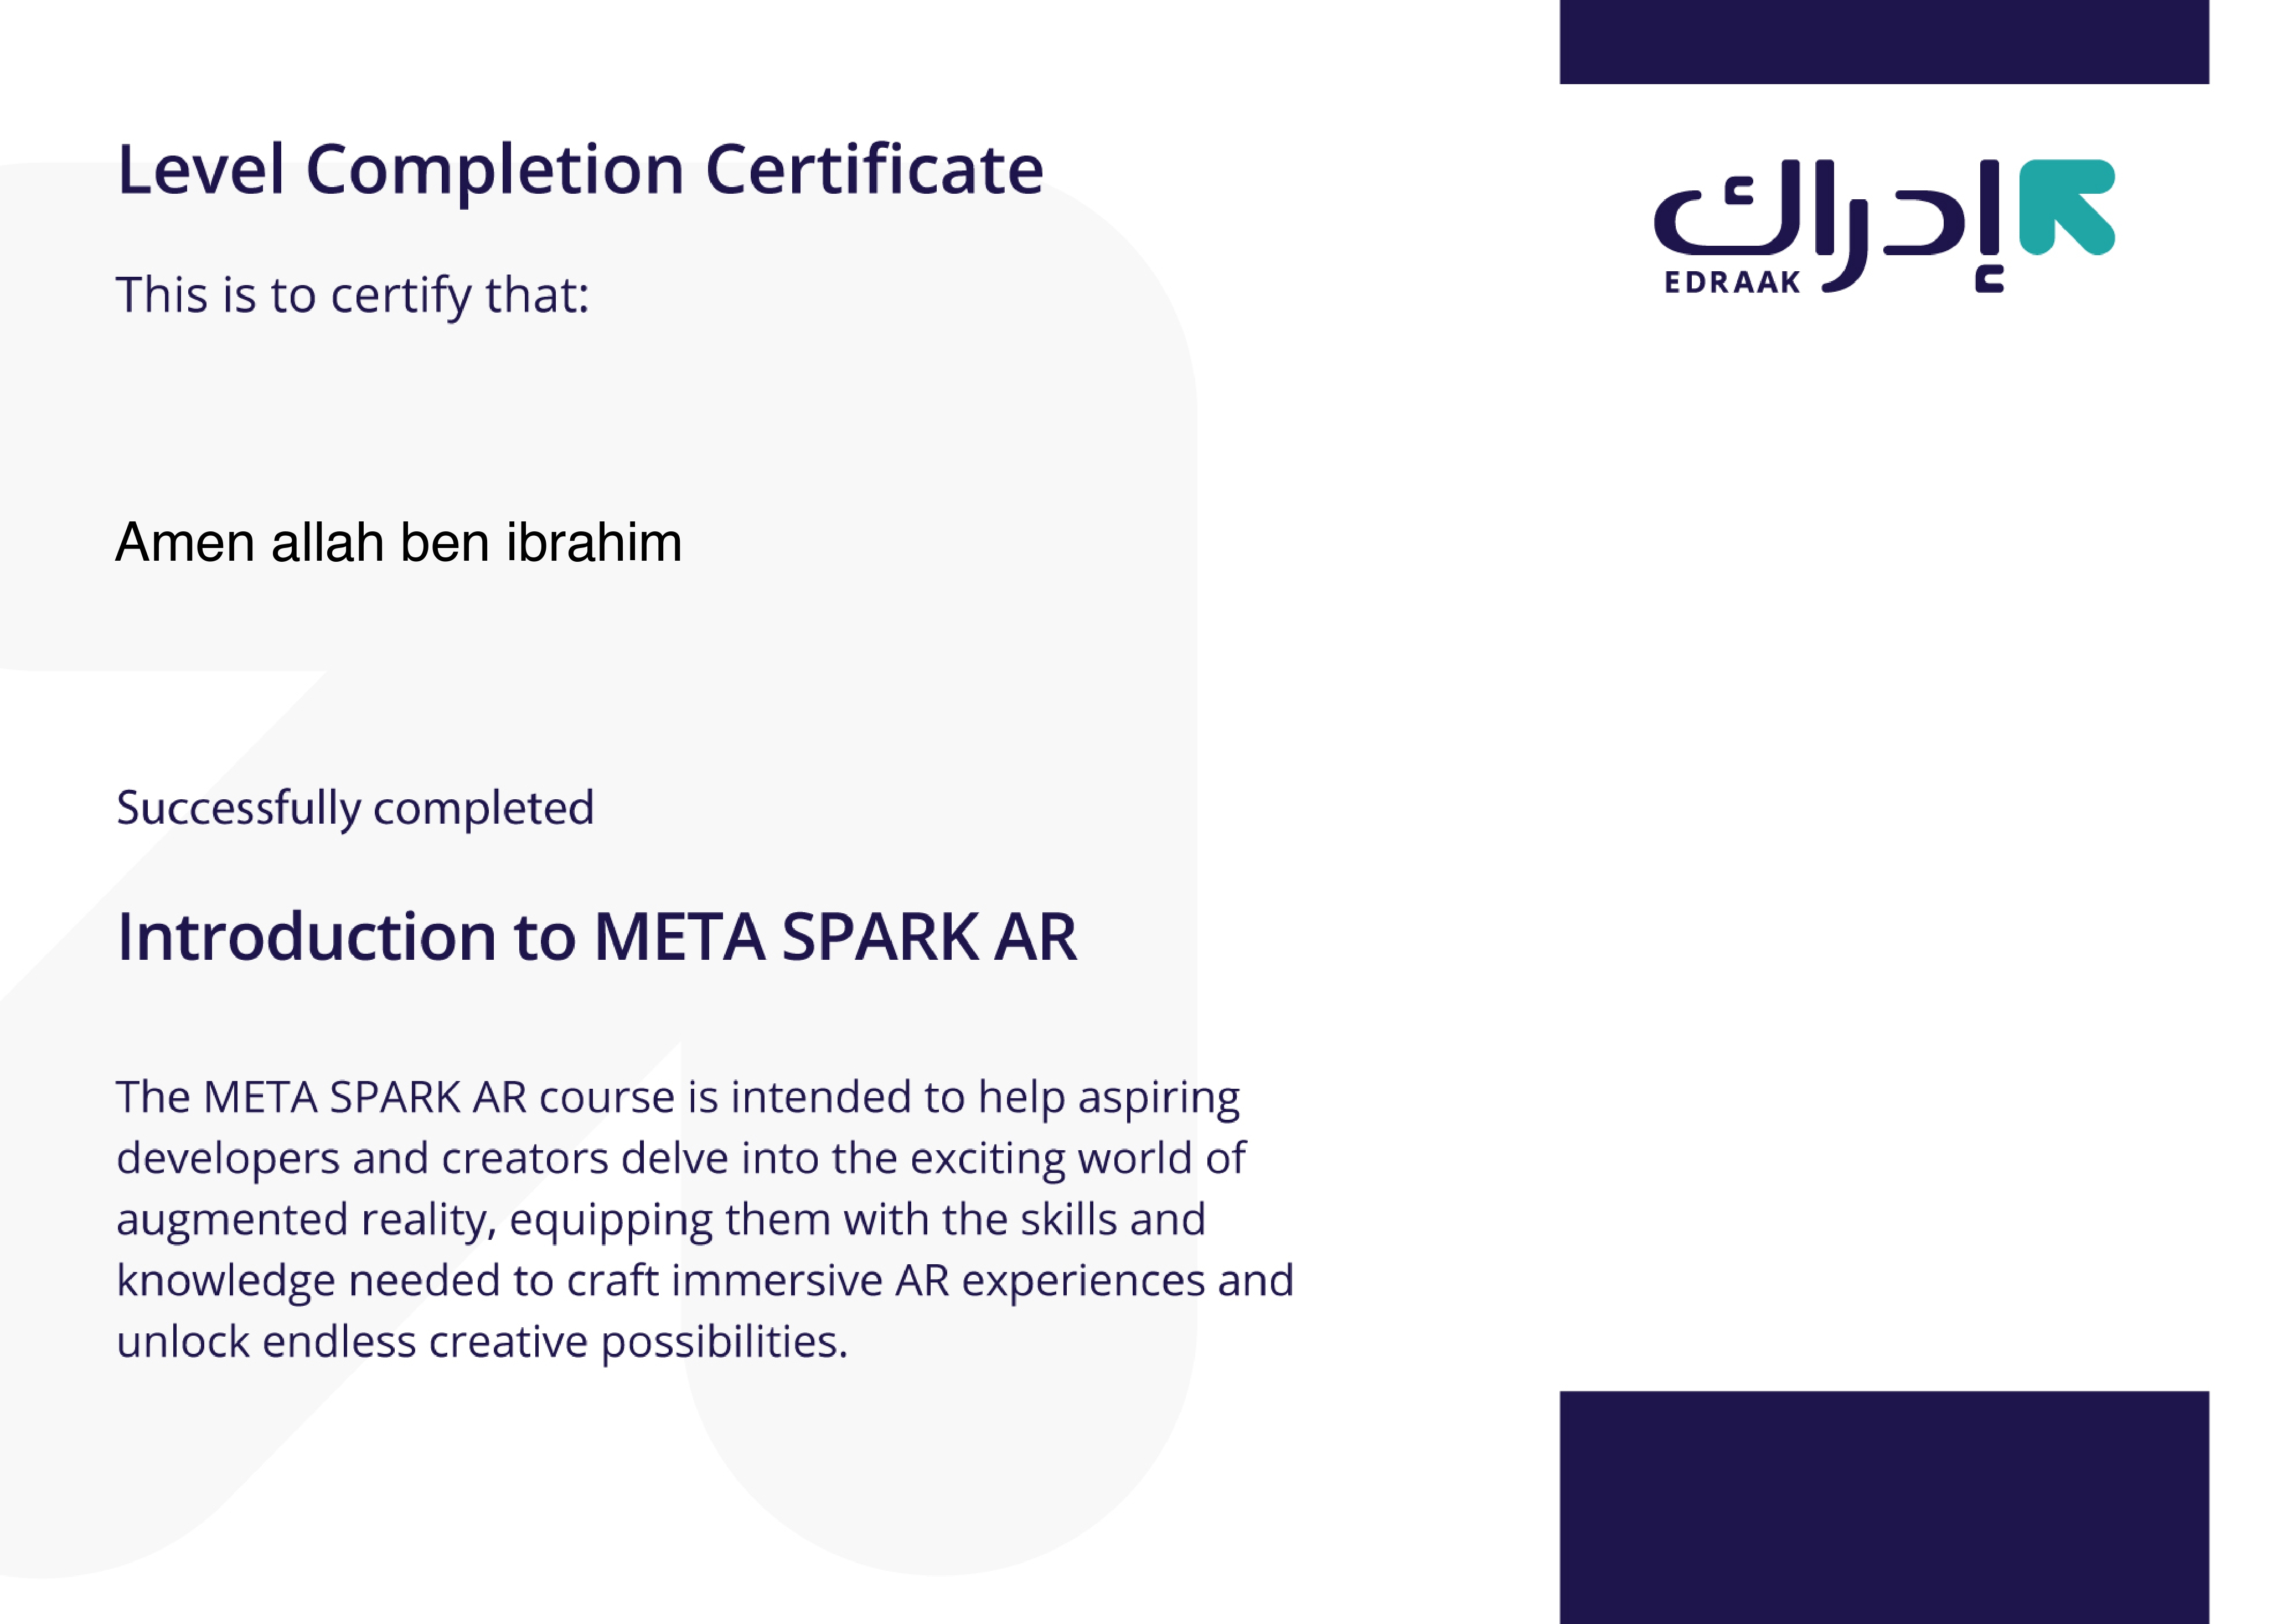 Level Completion Certificate
This is to certify that:
Amen allah ben ibrahim
Successfully completed
Introduction to META SPARK AR
The META SPARK AR course is intended to help aspiring
developers and creators delve into the exciting world of
augmented reality, equipping them with the skills and
knowledge needed to craft immersive AR experiences and
unlock endless creative possibilities.
إدراك
EDRAAK